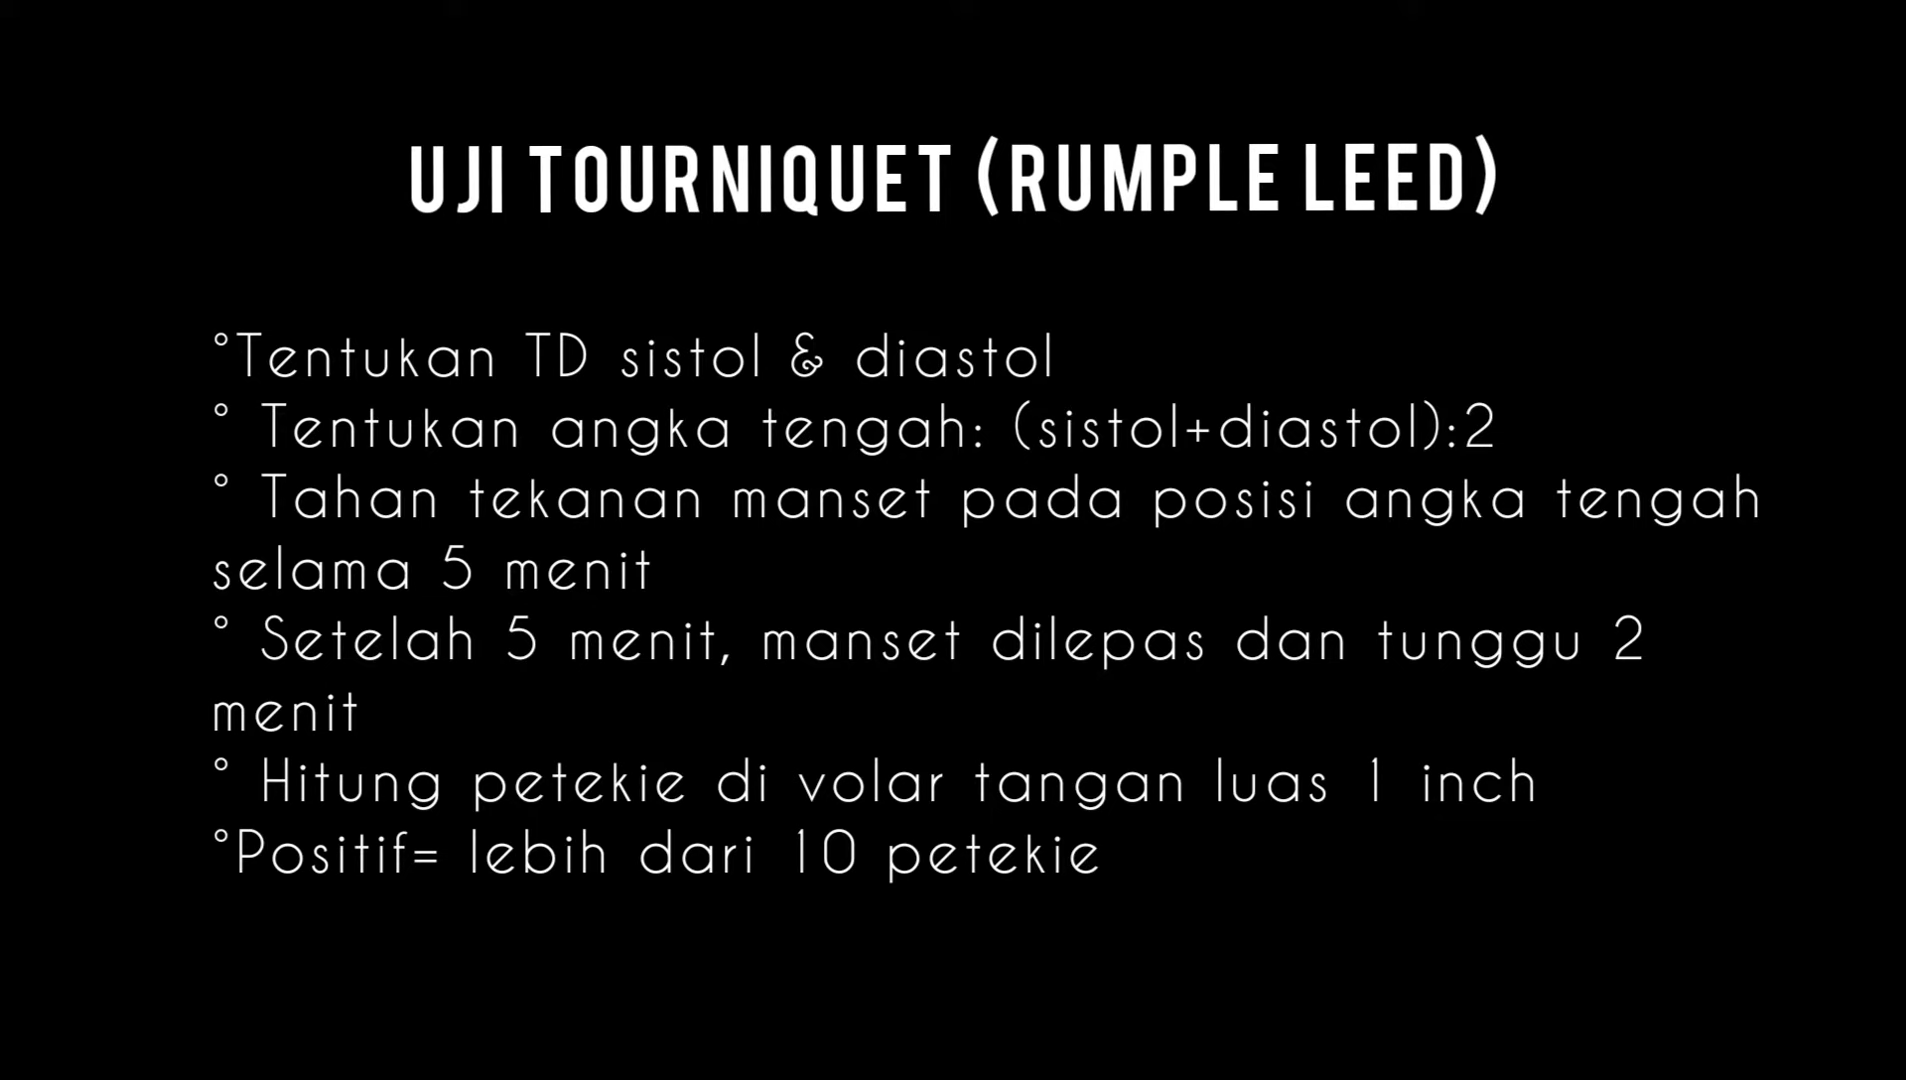 UJI TOURNIQUET (RUMPLE LEED)
°Tentukan TD sistol & diastol
° Tentukan angka tengah: (sistol+diastol):2
° Tahan tekanan manset pada posisi angka tengah
selama 5 menit
° Setelah 5 menit, manset dilepas dan tunggu 2
menit
° Hitung petekie di volar tangan luas 1 inch
°Positif= lebih dari 10 petekie